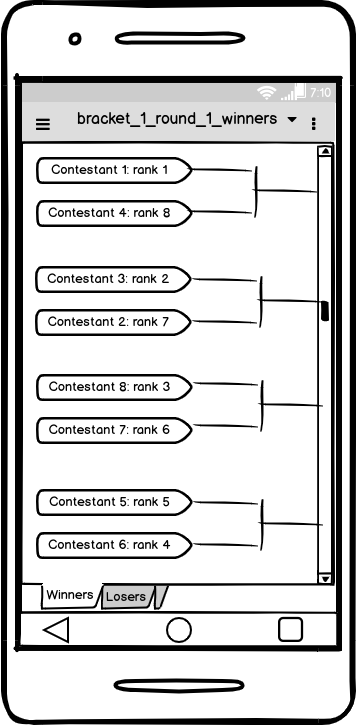 7:10
bracket_1_round_1_winners
Contestant 1: rank 1
Contestant 4: rank 8
Contestant 3: rank 2
Contestant 2: rank 7
Contestant 8: rank 3
Contestant 7: rank 6
Contestant 5: rank 5
Contestant 6: rank 4
Winners Losers